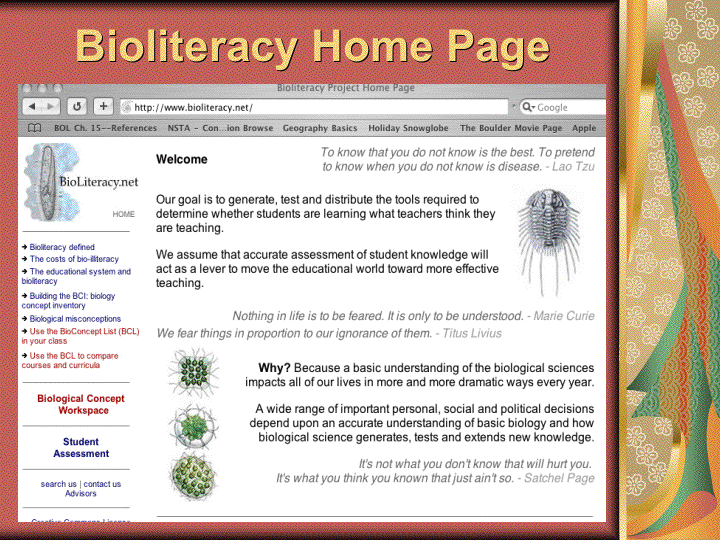 Bioliteracy Home Page
Bioliteracy Project Home Page
http://www.bioliteracy.net/
Google
BOL Ch. 15--References NSTA - Con...ion Browse Geography Basics Holiday Snowglobe The Boulder Movie Page Apple
BioLiteracy.net
HOME
Bioliteracy defined
The costs of bio-illiteracy
The educational system and
bioliteracy
Building the BCI: biology
concept inventory
Biological misconceptions
Use the BioConcept List (BCL)
in your class
Use the BCL to compare
courses and curricula
Biological Concept
Workspace
Student
Assessment
search us | contact us
Advisors
Creative Commons License
Welcome
To know that you do not know is the best. To pretend
to know when you do not know is disease. - Lao Tzu
Our goal is to generate, test and distribute the tools required to
determine whether students are learning what teachers think they
are teaching.
We assume that accurate assessment of student knowledge will
act as a lever to move the educational world toward more effective
teaching.
Nothing in life is to be feared. It is only to be understood. - Marie Curie
We fear things in proportion to our ignorance of them. - Titus Livius
Why? Because a basic understanding of the biological sciences
impacts all of our lives in more and more dramatic ways every year.
A wide range of important personal, social and political decisions
depend upon an accurate understanding of basic biology and how
biological science generates, tests and extends new knowledge.
It's not what you don't know that will hurt you.
It's what you think you known that just ain't so. - Satchel Page